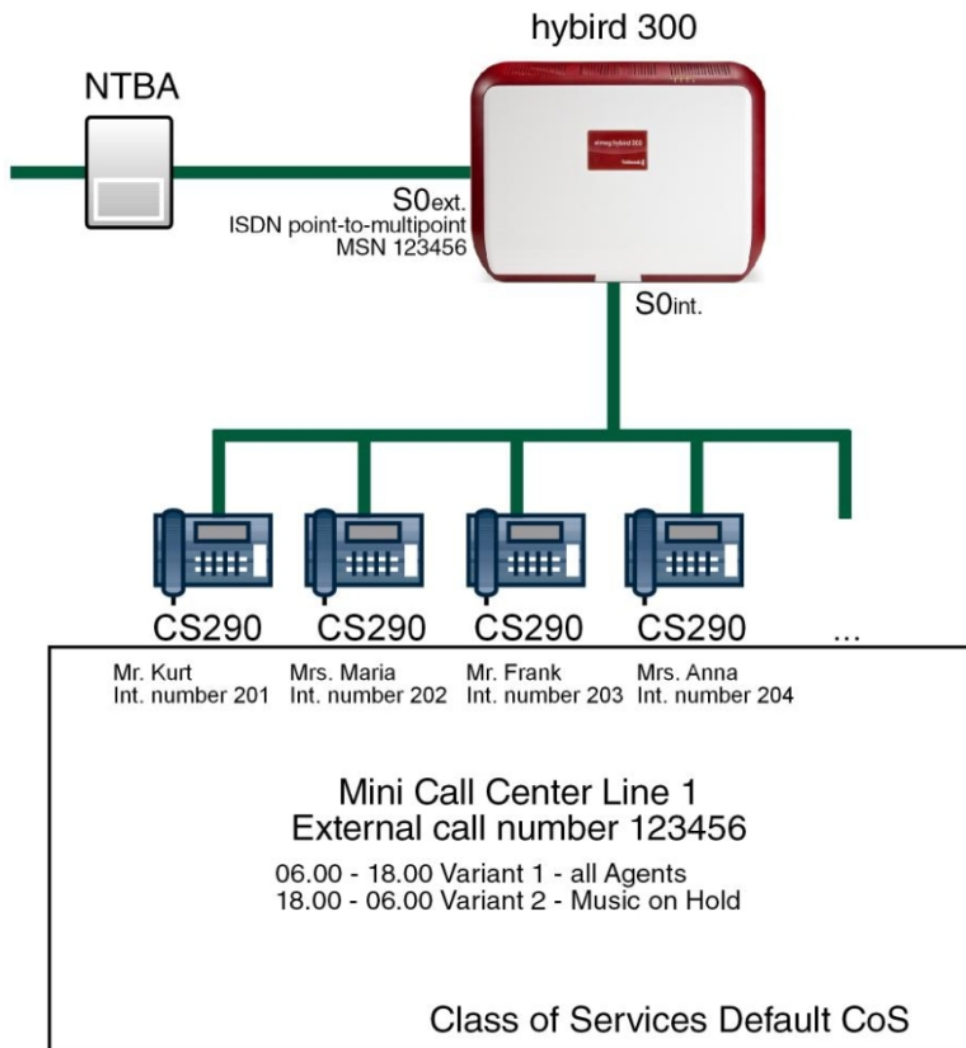 hybird 300
NTBA
elmeg hybird 300
S0ext.
ISDN point-to-multipoint
MSN 123456
S0int.
CS290
CS290
CS290
CS290
...
Mr. Kurt
Int. number 201
Mrs. Maria
Int. number 202
Mr. Frank
Int. number 203
Mrs. Anna
Int. number 204
Mini Call Center Line 1
External call number 123456
06.00 - 18.00 Variant 1 - all Agents
18.00 - 06.00 Variant 2 - Music on Hold
Class of Services Default CoS